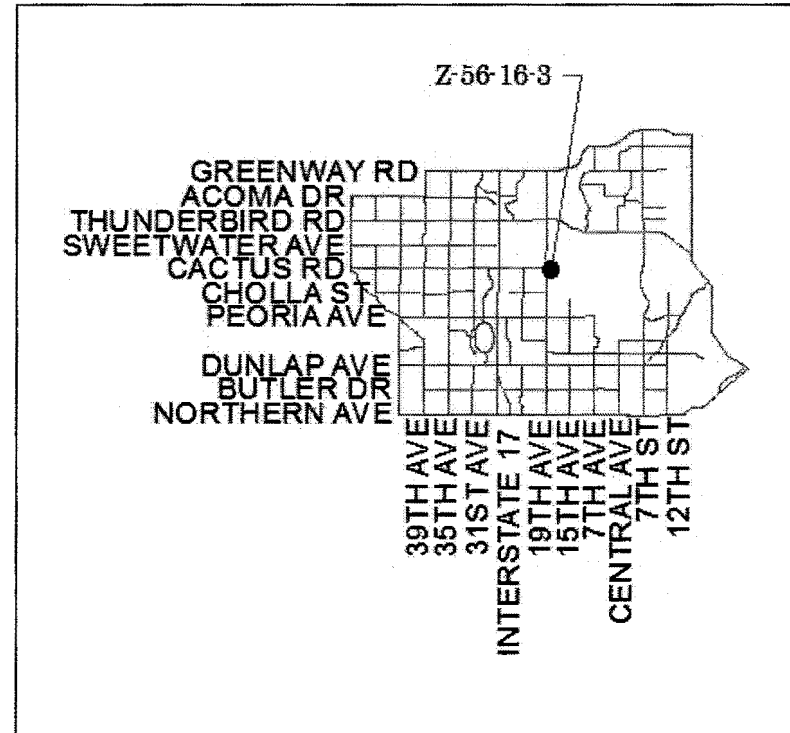 Z-56-16-3
GREENWAY RD
ACOMA DR
THUNDERBIRD RD
SWEETWATER AVE
CACTUS RD
CHOLLA ST
PEORIA AVE
DUNLAP AVE
BUTLER DR
NORTHERN AVE
39TH AVE
35TH AVE
31ST AVE
INTERSTATE 17
19TH AVE
15TH AVE
7TH AVE
CENTRAL AVE
7TH ST
12TH ST